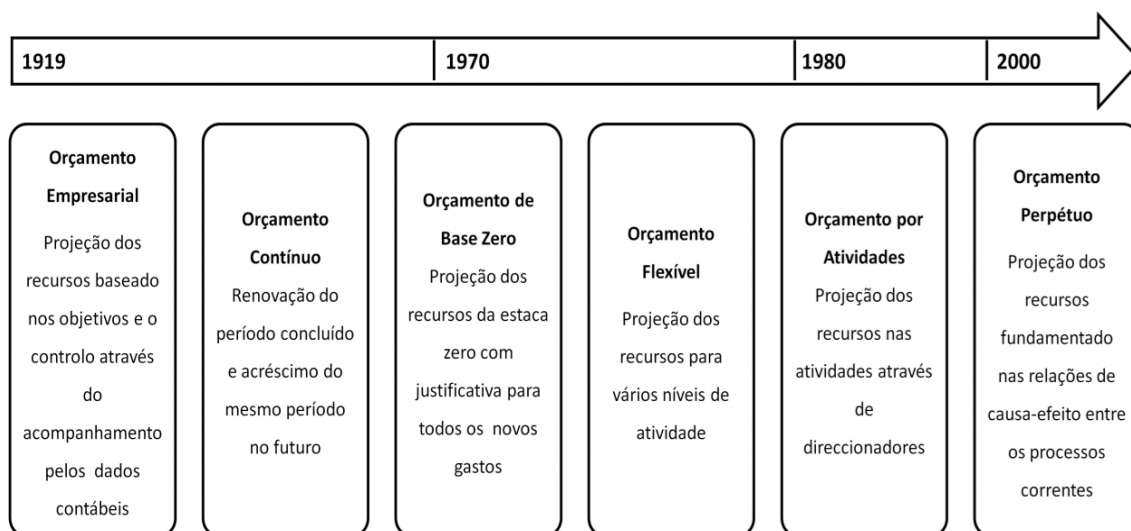 1919
1970
1980
2000
Orçamento
Empresarial
Projeção dos
recursos baseado
nos objetivos e o
controlo através
do
acompanhamento
pelos dados
contábeis
Orçamento
Contínuo
Renovação do
período concluído
e acréscimo do
mesmo período
no futuro
Orçamento de
Base Zero
Projeção dos
recursos da estaca
zero com
justificativa para
todos os novos
gastos
Orçamento
Flexível
Projeção dos
recursos para
vários níveis de
atividade
Orçamento por
Atividades
Projeção dos
recursos nas
atividades através
de
direccionadores
Orçamento
Perpétuo
Projeção dos
recursos
fundamentado
nas relações de
causa-efeito entre
os processos
correntes